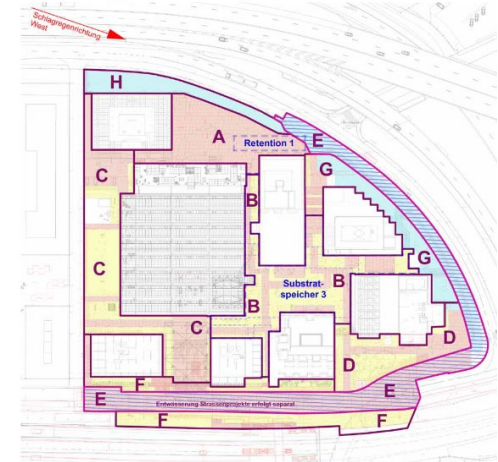 Schlagregenrichtung
West
H
A
Retention 1
E
C
G
B
C
G
Substrat-
speicher 3
B
B
C
D
D
F
E
E
Entwässerung Strassenprojekte erfolgt separat
F
F